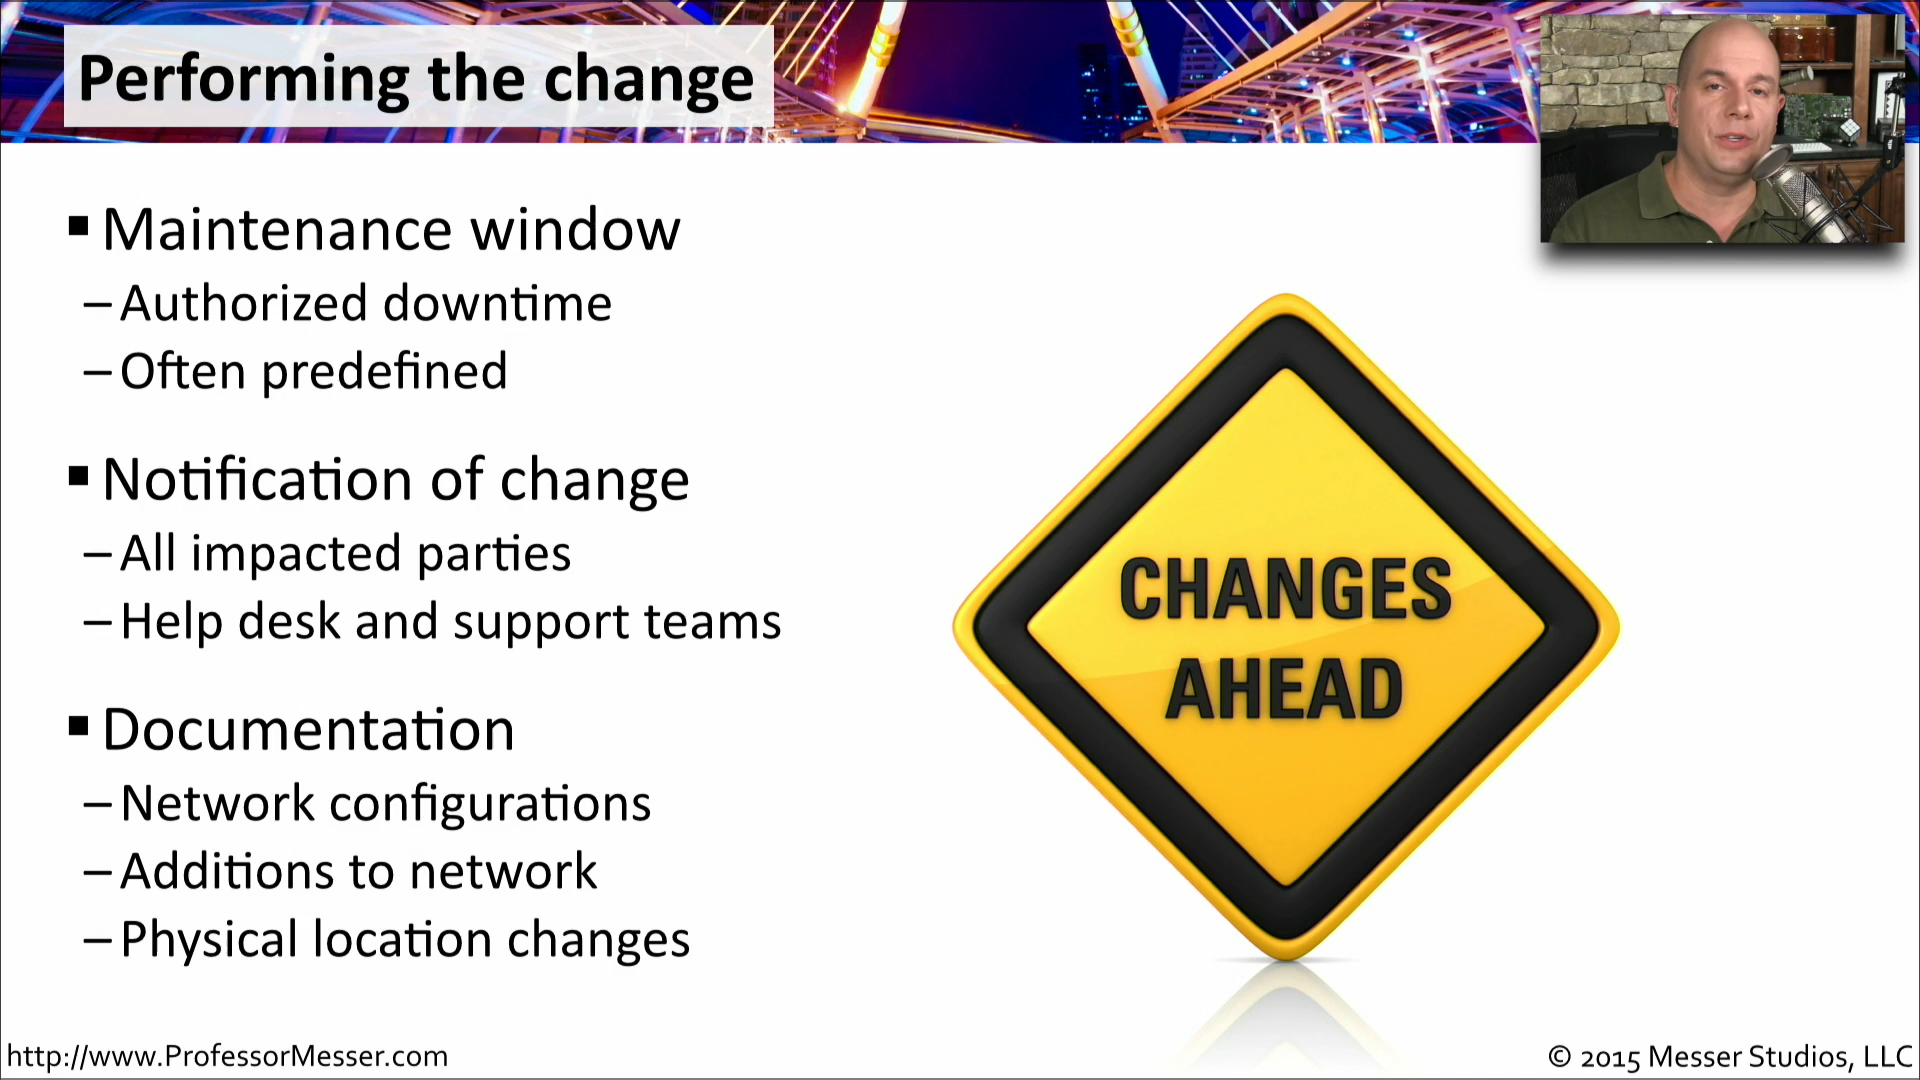 Performing the change
▪ Maintenance window
– Authorized downtime
– Often predefined
▪ Notification of change
– All impacted parties
– Help desk and support teams
▪ Documentation
– Network configurations
– Additions to network
– Physical location changes
CHANGES
AHEAD
http://www.ProfessorMesser.com
© 2015 Messer Studios, LLC